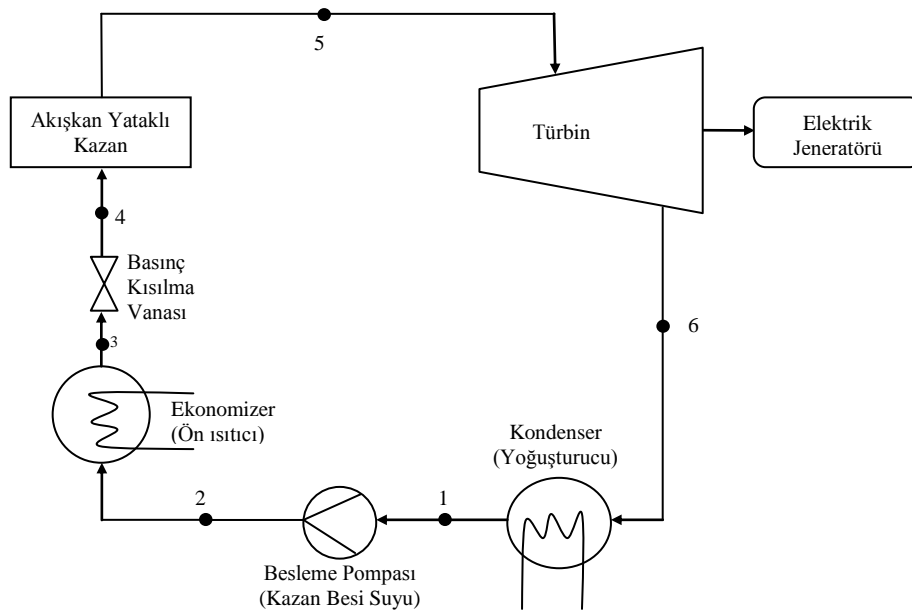 5
Akışkan Yataklı
Kazan
Türbin
Elektrik
Jeneratörü
4
Basınç
Kısılma
Vanası
3
6
Ekonomizer
(Ön ısıtıcı)
Kondenser
(Yoğuşturucu)
2
1
Besleme Pompası
(Kazan Besi Suyu)